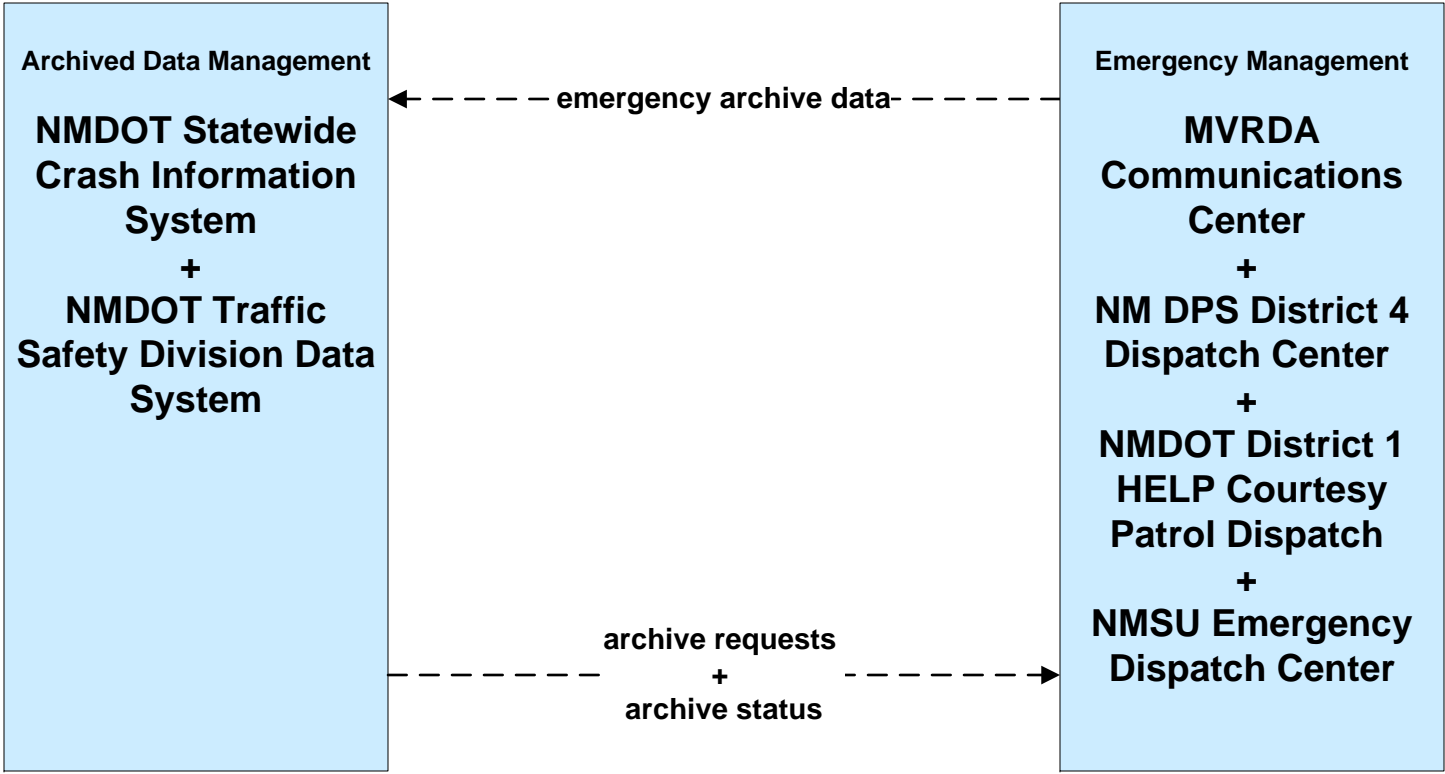 Archived Data Management
NMDOT Statewide
Crash Information
System
+
NMDOT Traffic
Safety Division Data
System
emergency archive data
archive requests
+
archive status
Emergency Management
MVRDA
Communications
Center
+
NM DPS District 4
Dispatch Center
+
NMDOT District 1
HELP Courtesy
Patrol Dispatch
+
NMSU Emergency
Dispatch Center